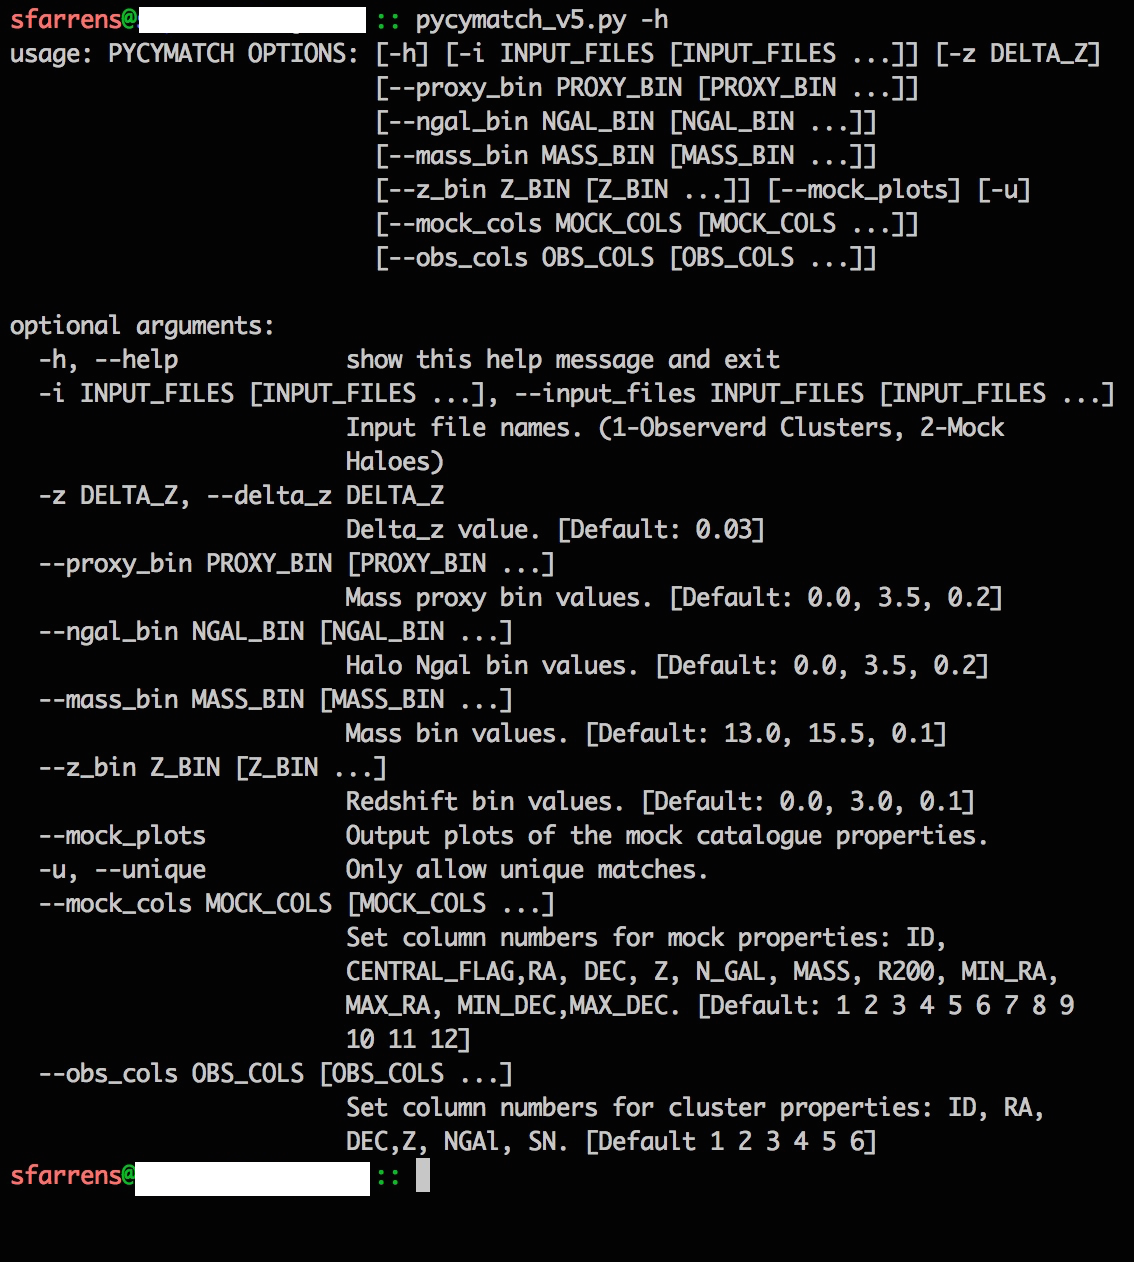 sfarrens@ :: pycymatch_v5.py -h
usage: PYCYMATCH OPTIONS: [-h] [-i INPUT_FILES [INPUT_FILES ...]] [-z DELTA_Z]
[--proxy_bin PROXY_BIN [PROXY_BIN ...]]
[--ngal_bin NGAL_BIN [NGAL_BIN ...]]
[--mass_bin MASS_BIN [MASS_BIN ...]]
[--z_bin Z_BIN [Z_BIN ...]] [--mock_plots] [-u]
[--mock_cols MOCK_COLS [MOCK_COLS ...]]
[--obs_cols OBS_COLS [OBS_COLS ...]]
optional arguments:
-h, --help show this help message and exit
-i INPUT_FILES [INPUT_FILES ...], --input_files INPUT_FILES [INPUT_FILES ...]
Input file names. (1-Observerd Clusters, 2-Mock
Haloes)
-z DELTA_Z, --delta_z DELTA_Z
Delta_z value. [Default: 0.03]
--proxy_bin PROXY_BIN [PROXY_BIN ...]
Mass proxy bin values. [Default: 0.0, 3.5, 0.2]
--ngal_bin NGAL_BIN [NGAL_BIN ...]
Halo Ngal bin values. [Default: 0.0, 3.5, 0.2]
--mass_bin MASS_BIN [MASS_BIN ...]
Mass bin values. [Default: 13.0, 15.5, 0.1]
--z_bin Z_BIN [Z_BIN ...]
Redshift bin values. [Default: 0.0, 3.0, 0.1]
--mock_plots Output plots of the mock catalogue properties.
-u, --unique Only allow unique matches.
--mock_cols MOCK_COLS [MOCK_COLS ...]
Set column numbers for mock properties: ID,
CENTRAL_FLAG,RA, DEC, Z, N_GAL, MASS, R200, MIN_RA,
MAX_RA, MIN_DEC,MAX_DEC. [Default: 1 2 3 4 5 6 7 8 9
10 11 12]
--obs_cols OBS_COLS [OBS_COLS ...]
Set column numbers for cluster properties: ID, RA,
DEC,Z, NGAl, SN. [Default 1 2 3 4 5 6]
sfarrens@ ::